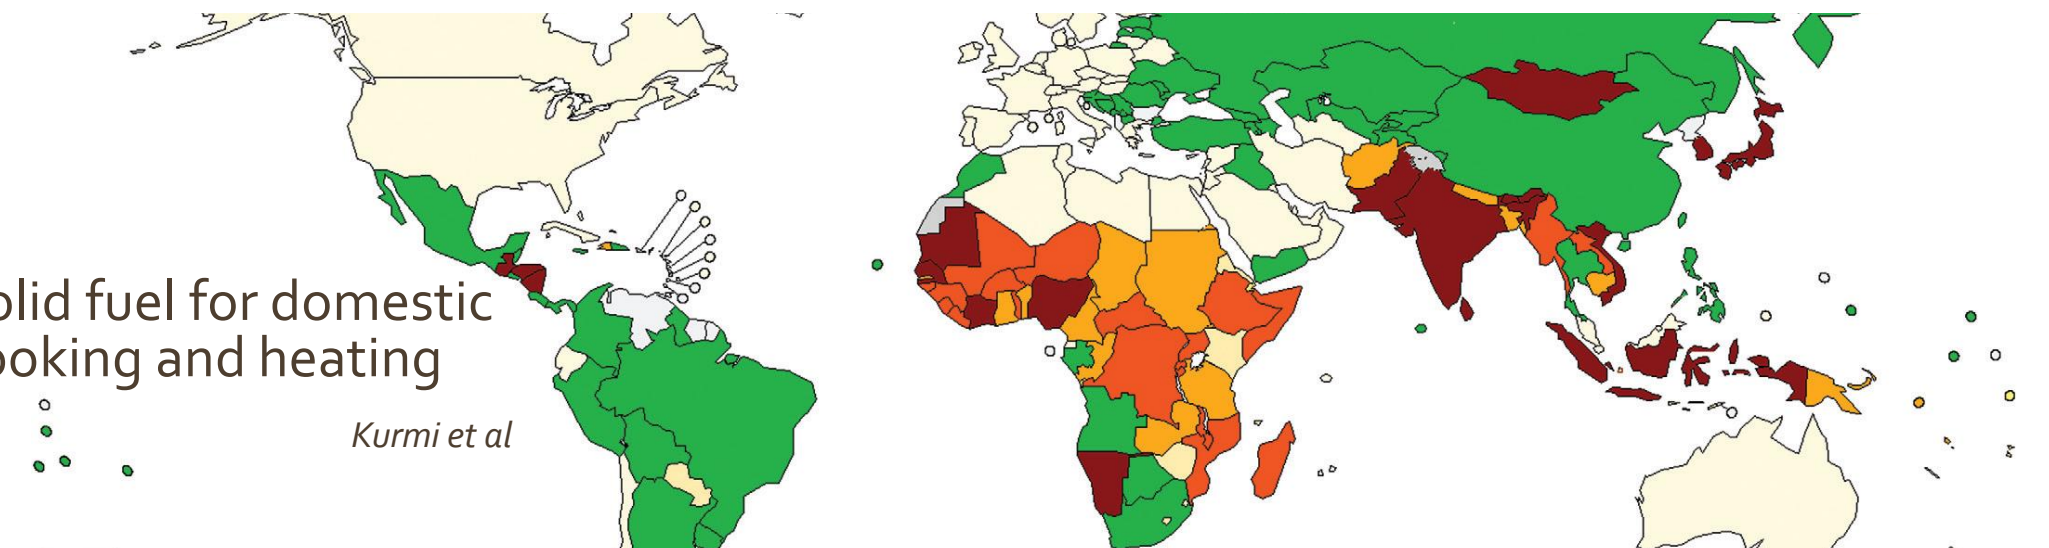 olid fuel for domestic
ooking and heating
Kurmi et al